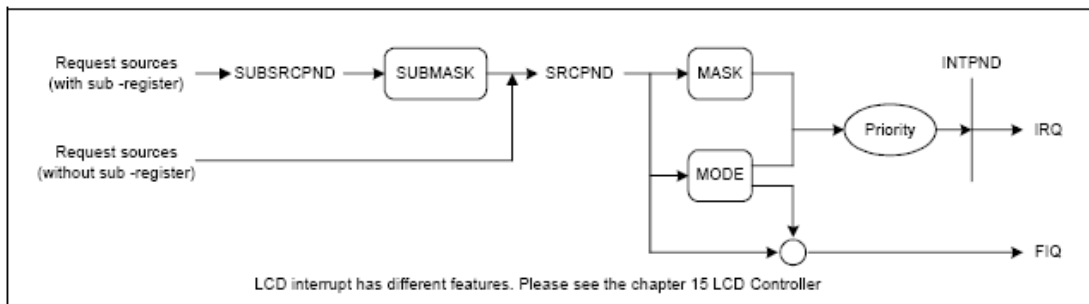 Request sources
(with sub -register)
SUBSRCPND
SUBMASK
SRCPND
MASK
INTPND
Priority
IRQ
Request sources
(without sub -register)
MODE
FIQ
LCD interrupt has different features. Please see the chapter 15 LCD Controller